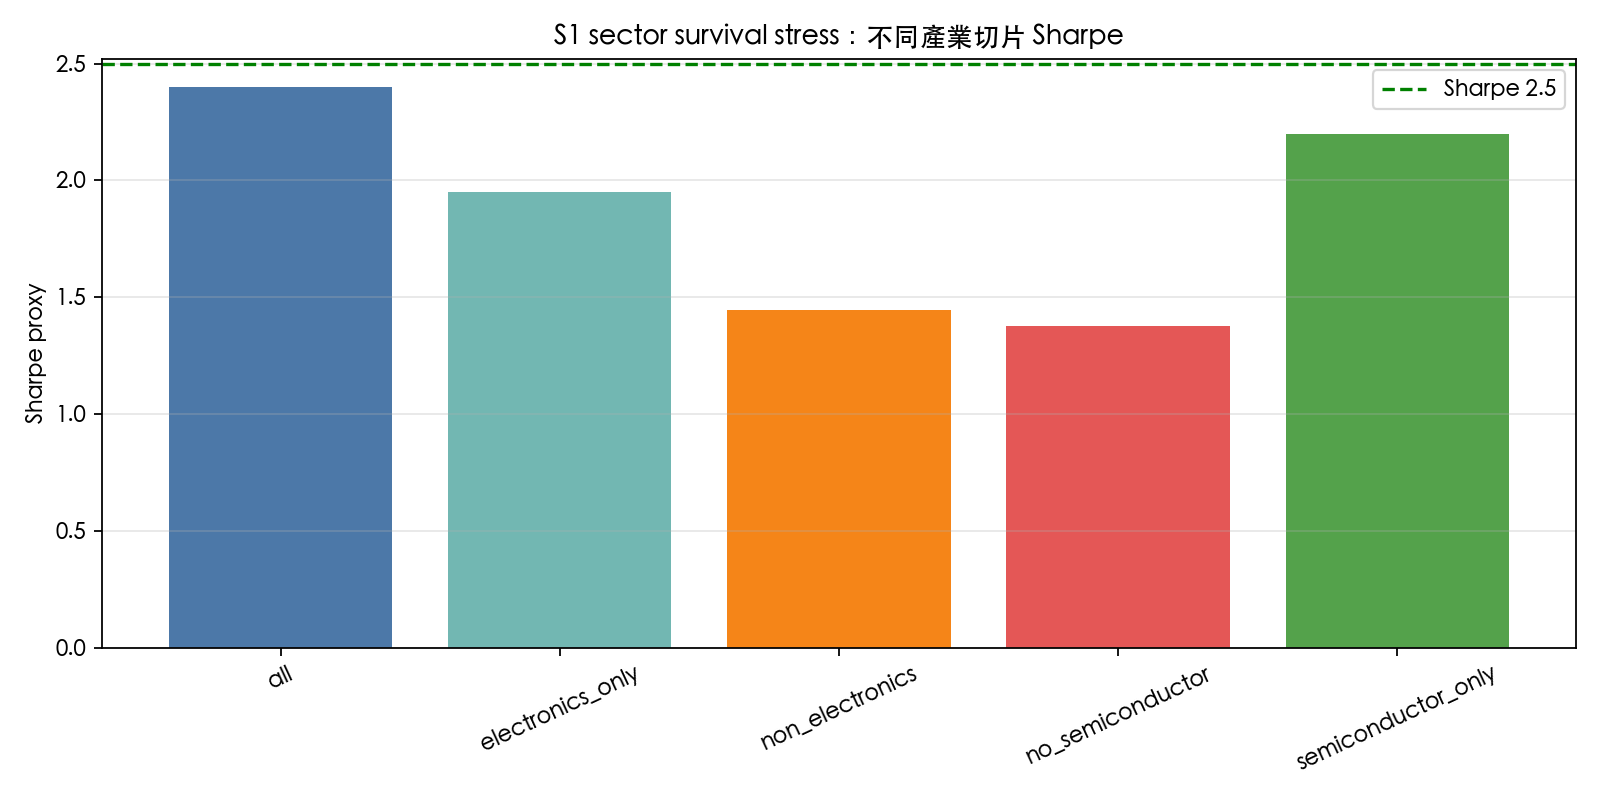 S1 sector survival stress：不同產業切片 Sharpe
Sharpe 2.5
Sharpe proxy
2.5
2.0
1.5
1.0
0.5
0.0
all
electronics_only
non_electronics
no_semiconductor
semiconductor_only